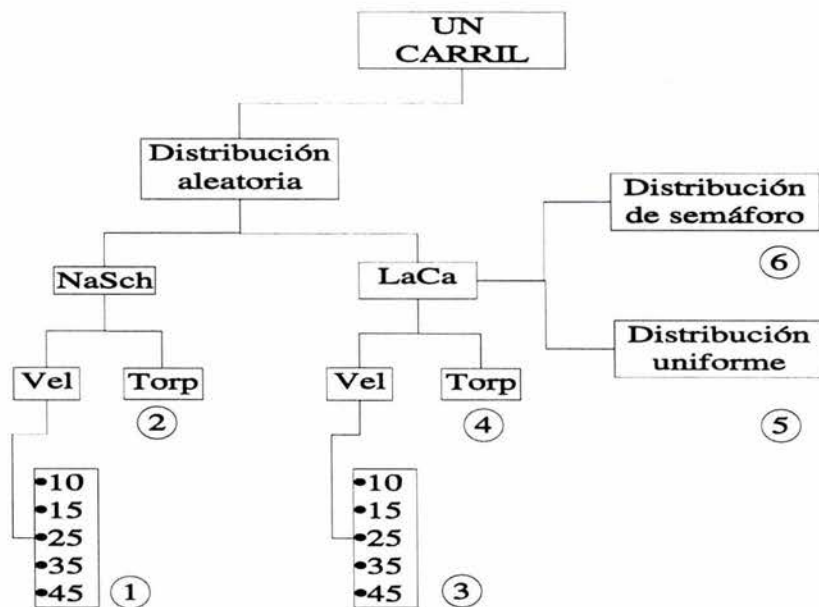 UN
CARRIL
Distribución
aleatoria
Distribución
de semáforo
6
NaSch
LaCa
Distribución
uniforme
5
Vel
Torp
2
Vel
Torp
4
•10
•15
•25
•35
•45
1
•10
•15
•25
•35
•45
3